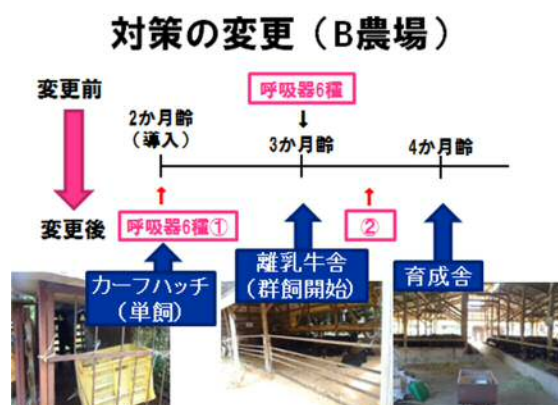 対策の変更（B農場）
変更前
呼吸器6種
2か月齢
（導入）
3か月齢
4か月齢
変更後
呼吸器6種①
②
カーフハッチ
（単飼）
離乳牛舎
（群飼開始）
育成舎